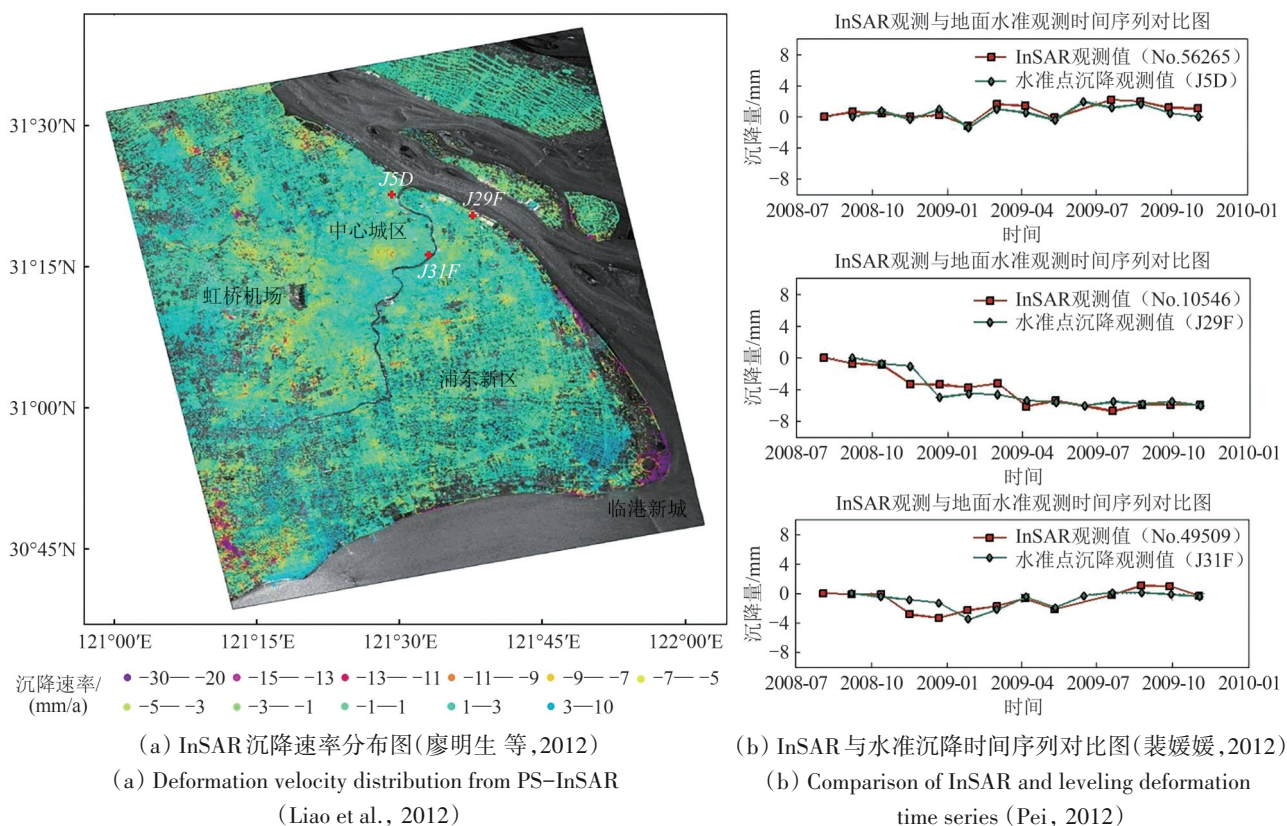 31°30′N
31°15′N
31°00′N
30°45′N
J5D
J29F
中心城区
J31F
虹桥机场
浦东新区
临港新城
121°00′E 121°15′E 121°30′E 121°45′E 122°00′E
沉降速率/
(mm/a)
-30— -20 -15— -13 -13— -11 -11— -9 -9— -7 -7— -5
-5— -3 -3— -1 -1—1 1—3 3—10
(a) InSAR沉降速率分布图(廖明生 等,2012)
(a) Deformation velocity distribution from PS-InSAR
(Liao et al., 2012)
InSAR观测与地面水准观测时间序列对比图
InSAR观测值(No.56265)
水准点沉降观测值(J5D)
沉降量/mm
8
4
0
-4
-8
2008-07 2008-10 2009-01 2009-04 2009-07 2009-10 2010-01
时间
InSAR观测与地面水准观测时间序列对比图
InSAR观测值(No.10546)
水准点沉降观测值(J29F)
沉降量/mm
8
4
0
-4
-8
2008-07 2008-10 2009-01 2009-04 2009-07 2009-10 2010-01
时间
InSAR观测与地面水准观测时间序列对比图
InSAR观测值(No.49509)
水准点沉降观测值(J31F)
沉降量/mm
8
4
0
-4
-8
2008-07 2008-10 2009-01 2009-04 2009-07 2009-10 2010-01
时间
(b) InSAR与水准沉降时间序列对比图(裴媛媛,2012)
(b) Comparison of InSAR and leveling deformation
time series (Pei, 2012)